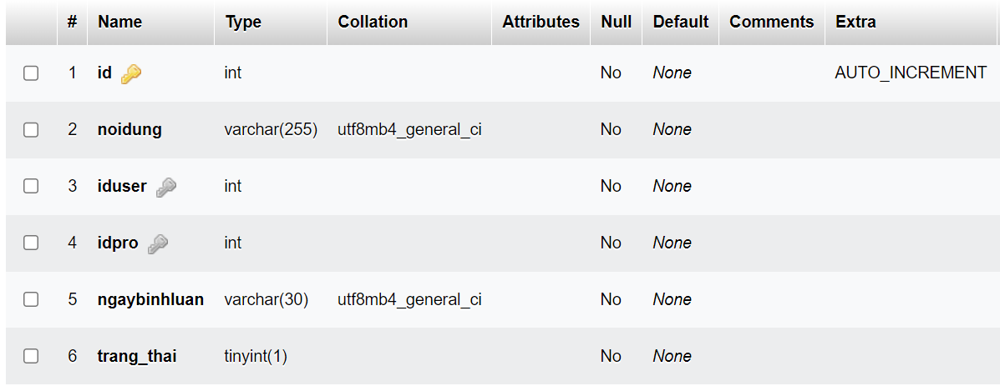 # Name Type Collation Attributes Null Default Comments Extra
1 id int No None AUTO_INCREMENT
2 noidung varchar(255) utf8mb4_general_ci No None
3 iduser int No None
4 idpro int No None
5 ngaybinhluan varchar(30) utf8mb4_general_ci No None
6 trang_thai tinyint(1) No None